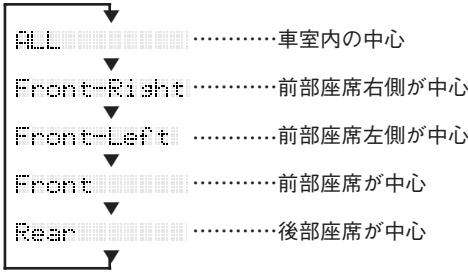 ALL …………車室内の中心
Front-Right …………前部座席右側が中心
Front-Left …………前部座席左側が中心
Front …………前部座席が中心
Rear …………後部座席が中心